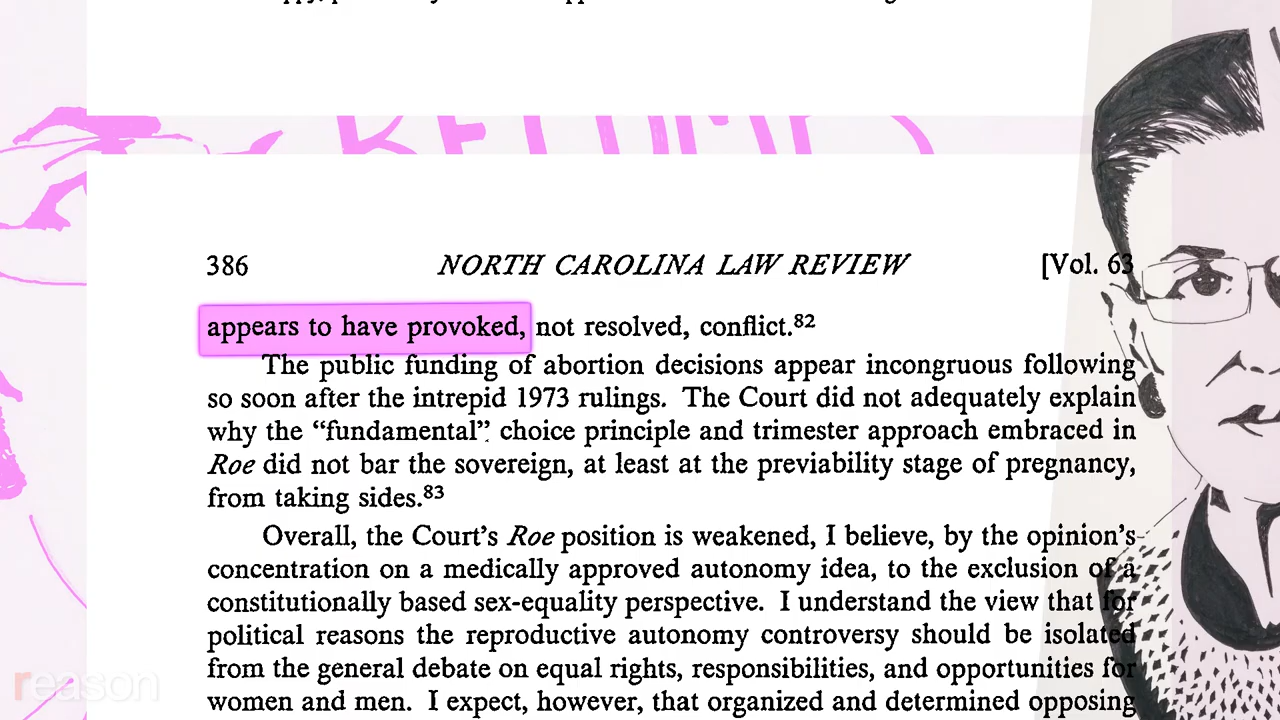 386 NORTH CAROLINA LAW REVIEW [Vol. 63
appears to have provoked, not resolved, conflict.82
The public funding of abortion decisions appear incongruous following
so soon after the intrepid 1973 rulings. The Court did not adequately explain
why the “fundamental” choice principle and trimester approach embraced in
Roe did not bar the sovereign, at least at the previability stage of pregnancy,
from taking sides.83
Overall, the Court's Roe position is weakened, I believe, by the opinion's
concentration on a medically approved autonomy idea, to the exclusion of a
constitutionally based sex-equality perspective. I understand the view that for
political reasons the reproductive autonomy controversy should be isolated
from the general debate on equal rights, responsibilities, and opportunities for
women and men. I expect, however, that organized and determined opposing
reason